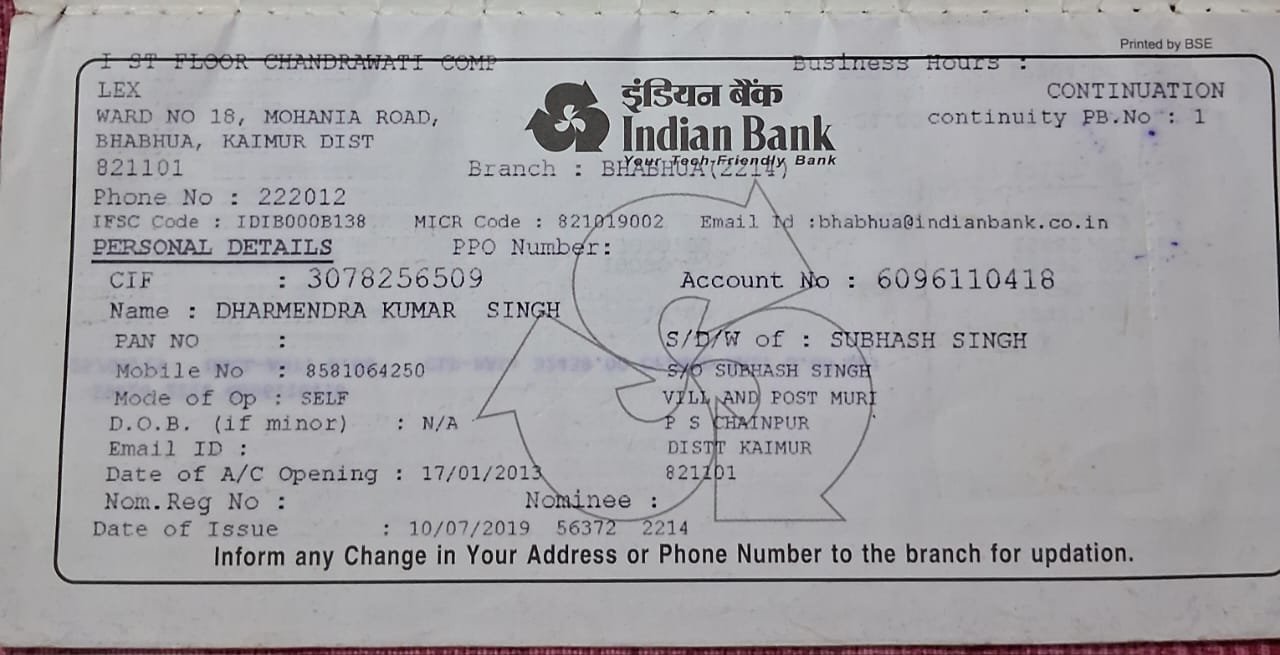 Printed by BSE
I ST FLOOR CHANDRAWATI COMP Business Hours :
LEX CONTINUATION
इंडियन बैंक
WARD NO 18, MOHANIA ROAD, continuity PB.No : 1
Indian Bank
BHABHUA, KAIMUR DIST
Your Tech-Friendly Bank
821101 Branch : BHABHUA(2214)
Phone No : 222012
IFSC Code : IDIB000B138 MICR Code : 821019002 Email Id :bhabhua@indianbank.co.in
PERSONAL DETAILS PPO Number:
CIF : 3078256509 Account No : 6096110418
Name : DHARMENDRA KUMAR SINGH
PAN NO : S/D/W of : SUBHASH SINGH
Mobile No : 8581064250 S/O SUBHASH SINGH
Mode of Op : SELF VILL AND POST MURI
D.O.B. (if minor) : N/A P S CHAINPUR
Email ID : DISTT KAIMUR
Date of A/C Opening : 17/01/2013 821101
Nom.Reg No : Nominee :
Date of Issue : 10/07/2019 56372 2214
Inform any Change in Your Address or Phone Number to the branch for updation.